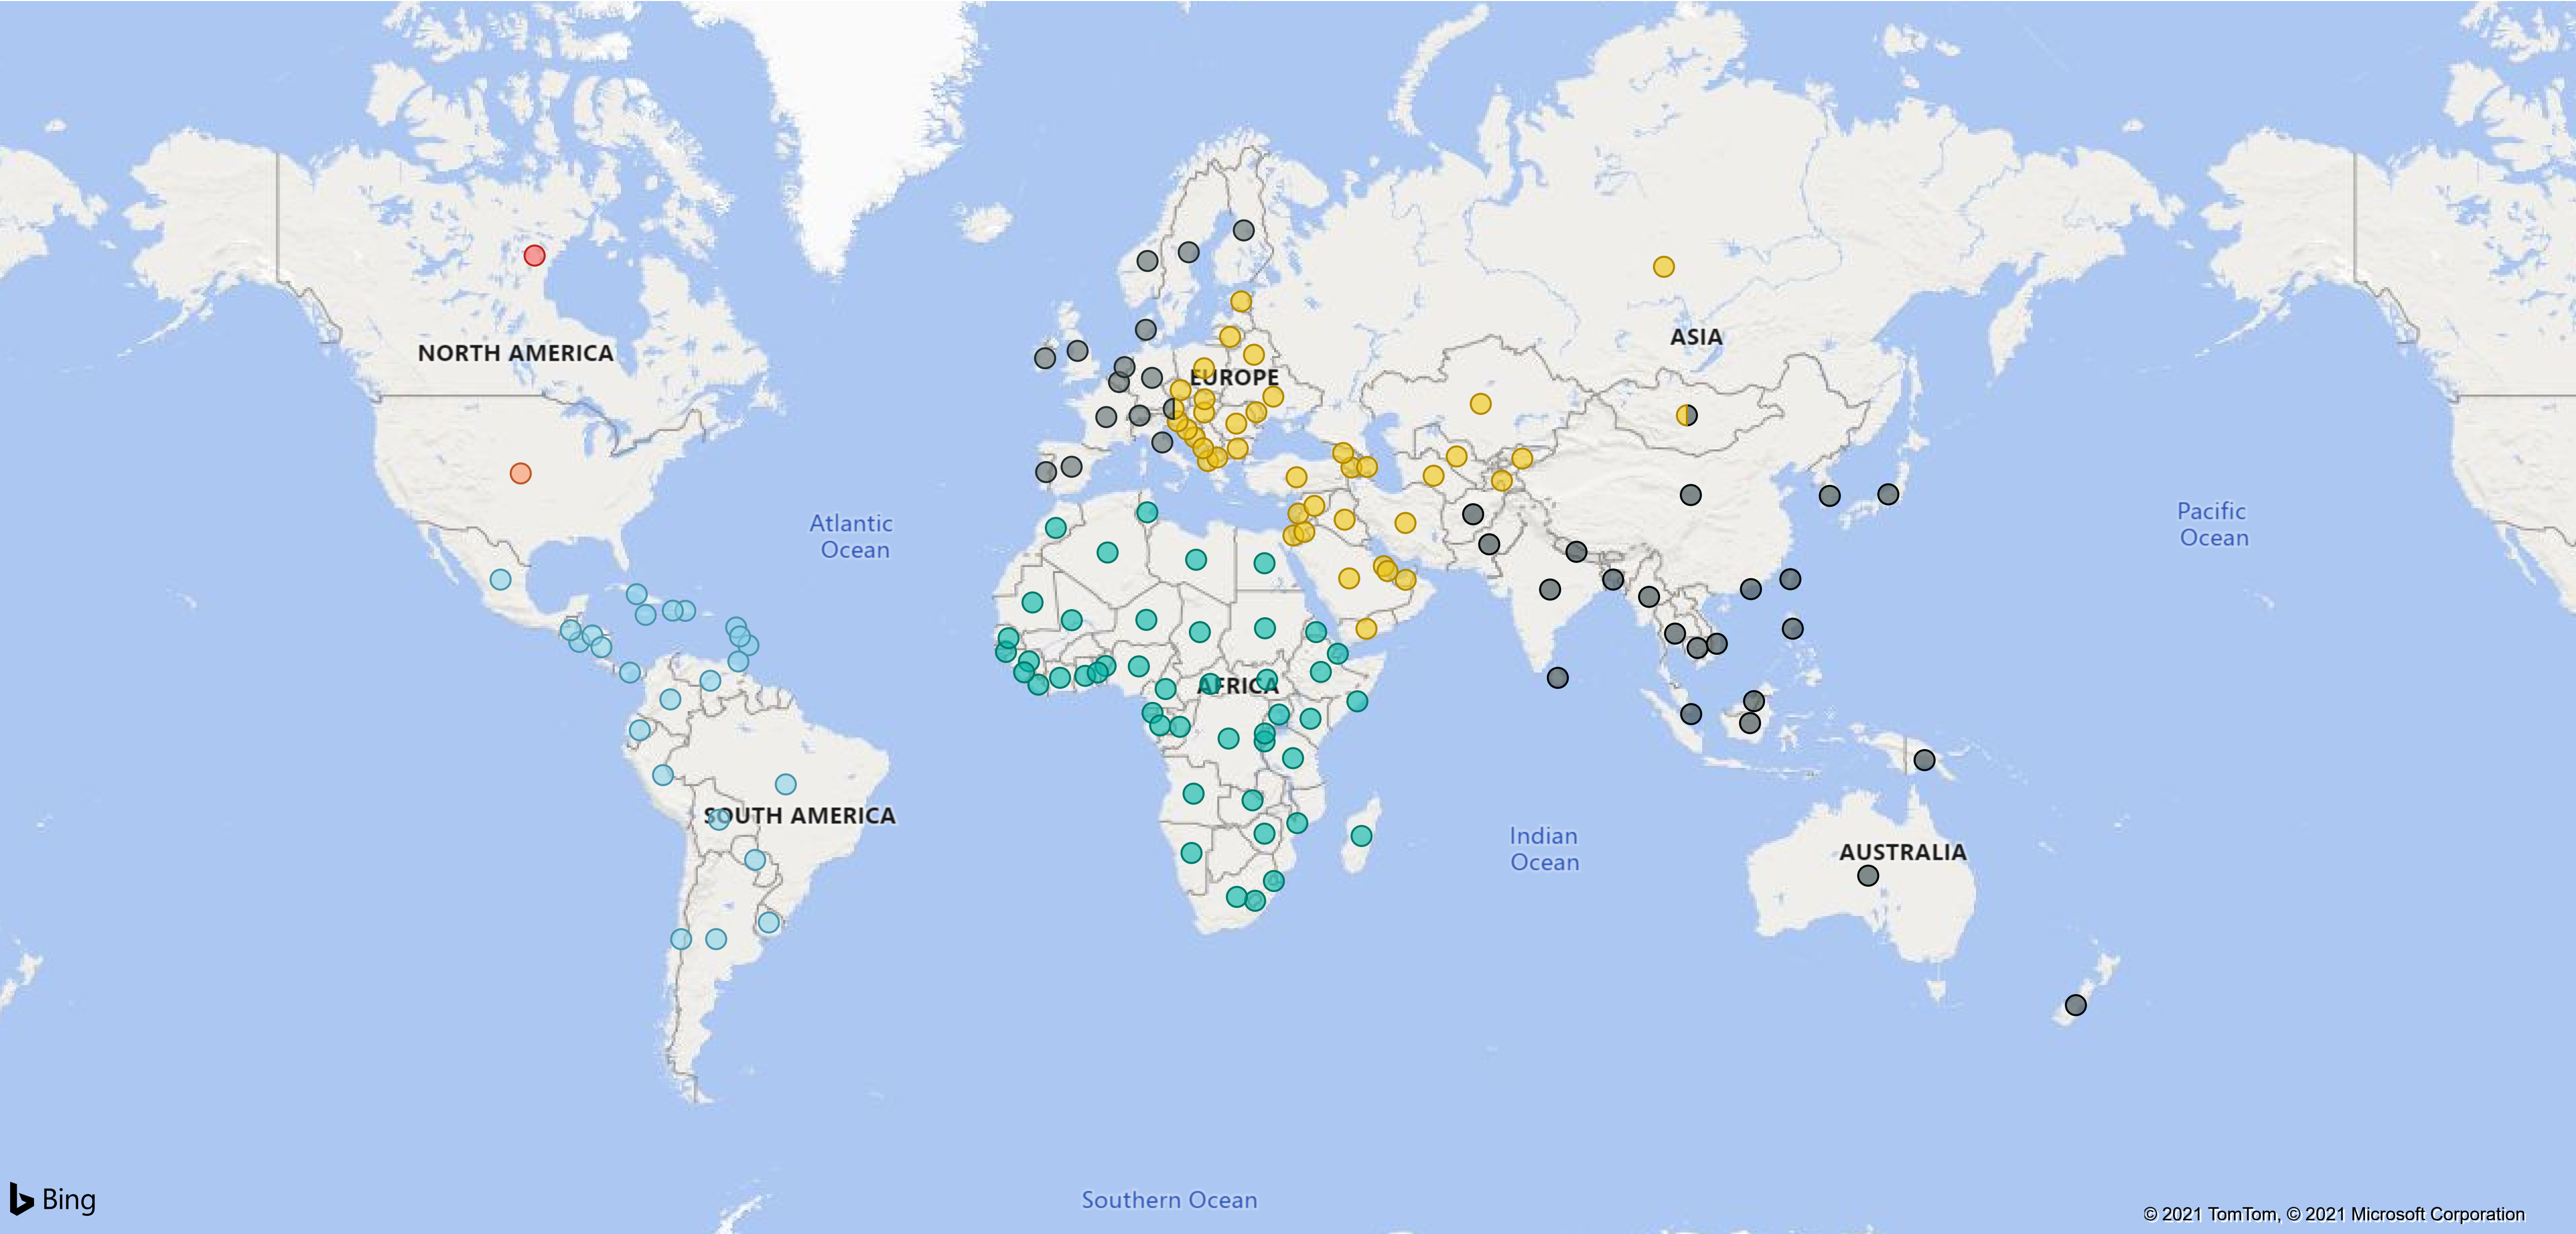 ASIA
NORTH AMERICA
EUROPE
Atlantic
Ocean
Pacific
Ocean
AFRICA
SOUTH AMERICA
Indian
Ocean
AUSTRALIA
Southern Ocean
Bing
© 2021 TomTom, © 2021 Microsoft Corporation